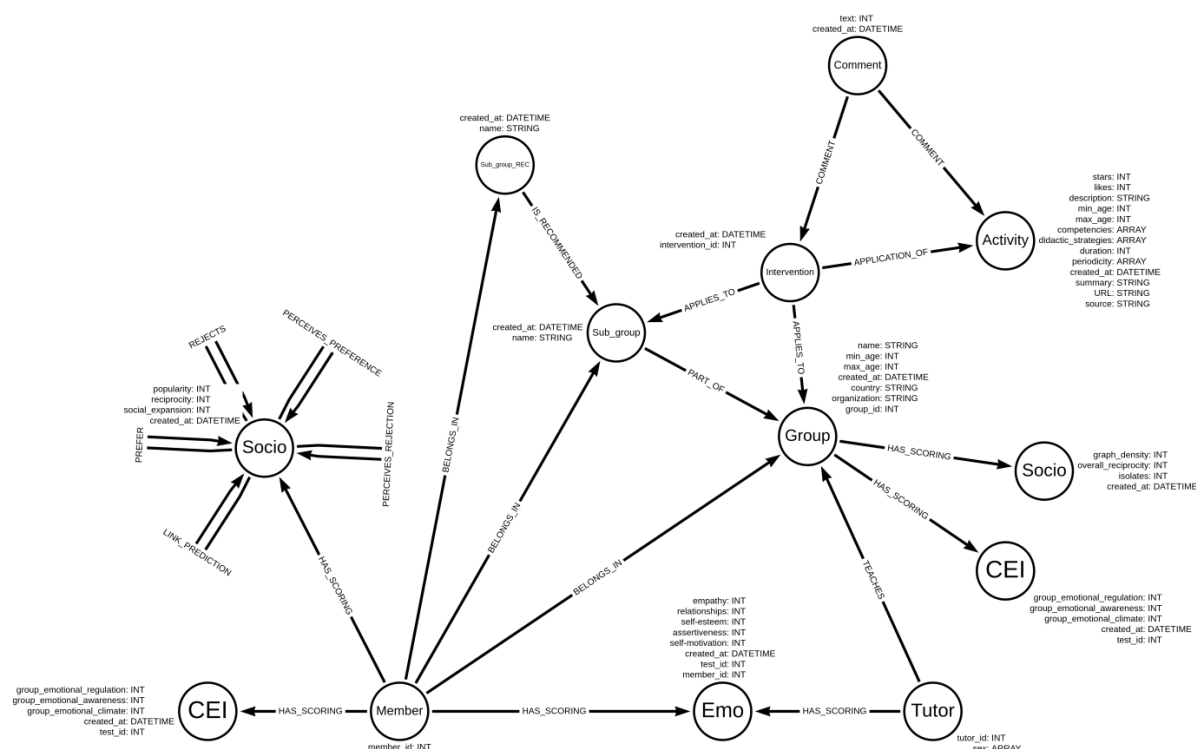 text: INT
created_at: DATETIME
Comment
COMMENT
COMMENT
created_at: DATETIME
name: STRING
Sub_group_REC
IS_RECOMMENDED
stars: INT
likes: INT
description: STRING
min_age: INT
max_age: INT
competencies: ARRAY
didactic_strategies: ARRAY
duration: INT
periodicity: ARRAY
created_at: DATETIME
summary: STRING
URL: STRING
source: STRING
Activity
created_at: DATETIME
intervention_id: INT
Intervention
APPLICATION_OF
APPLIES_TO
APPLIES_TO
created_at: DATETIME
name: STRING
Sub_group
PART_OF
name: STRING
min_age: INT
max_age: INT
created_at: DATETIME
country: STRING
organization: STRING
group_id: INT
Group
HAS_SCORING
HAS_SCORING
graph_density: INT
overall_reciprocity: INT
isolates: INT
created_at: DATETIME
Socio
CEI
group_emotional_regulation: INT
group_emotional_awareness: INT
group_emotional_climate: INT
created_at: DATETIME
test_id: INT
REJECTS
PERCEIVES_PREFERENCE
popularity: INT
reciprocity: INT
social_expansion: INT
created_at: DATETIME
Socio
PREFER
PERCEIVES_REJECTION
LINK_PREDICTION
HAS_SCORING
BELONGS_IN
BELONGS_IN
BELONGS_IN
TEACHES
empathy: INT
relationships: INT
self-esteem: INT
assertiveness: INT
self-motivation: INT
created_at: DATETIME
test_id: INT
member_id: INT
group_emotional_regulation: INT
group_emotional_awareness: INT
group_emotional_climate: INT
created_at: DATETIME
test_id: INT
CEI
HAS_SCORING
Member
HAS_SCORING
Emo
HAS_SCORING
Tutor
member_id: INT
tutor_id: INT
sex: ARRAY